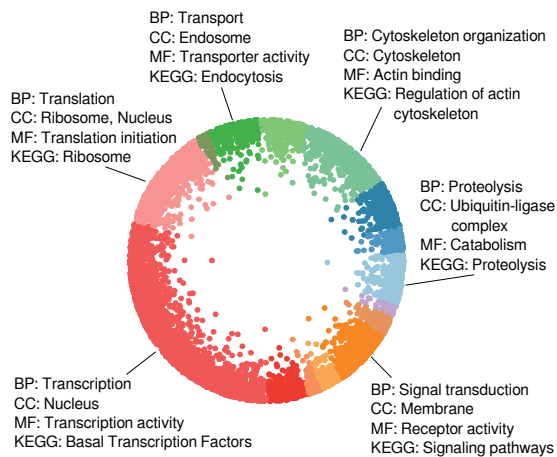 BP: Transport
CC: Endosome
MF: Transporter activity
KEGG: Endocytosis
BP: Cytoskeleton organization
CC: Cytoskeleton
MF: Actin binding
KEGG: Regulation of actin
cytoskeleton
BP: Translation
CC: Ribosome, Nucleus
MF: Translation initiation
KEGG: Ribosome
BP: Proteolysis
CC: Ubiquitin-ligase
complex
MF: Catabolism
KEGG: Proteolysis
BP: Transcription
CC: Nucleus
MF: Transcription activity
KEGG: Basal Transcription Factors
BP: Signal transduction
CC: Membrane
MF: Receptor activity
KEGG: Signaling pathways